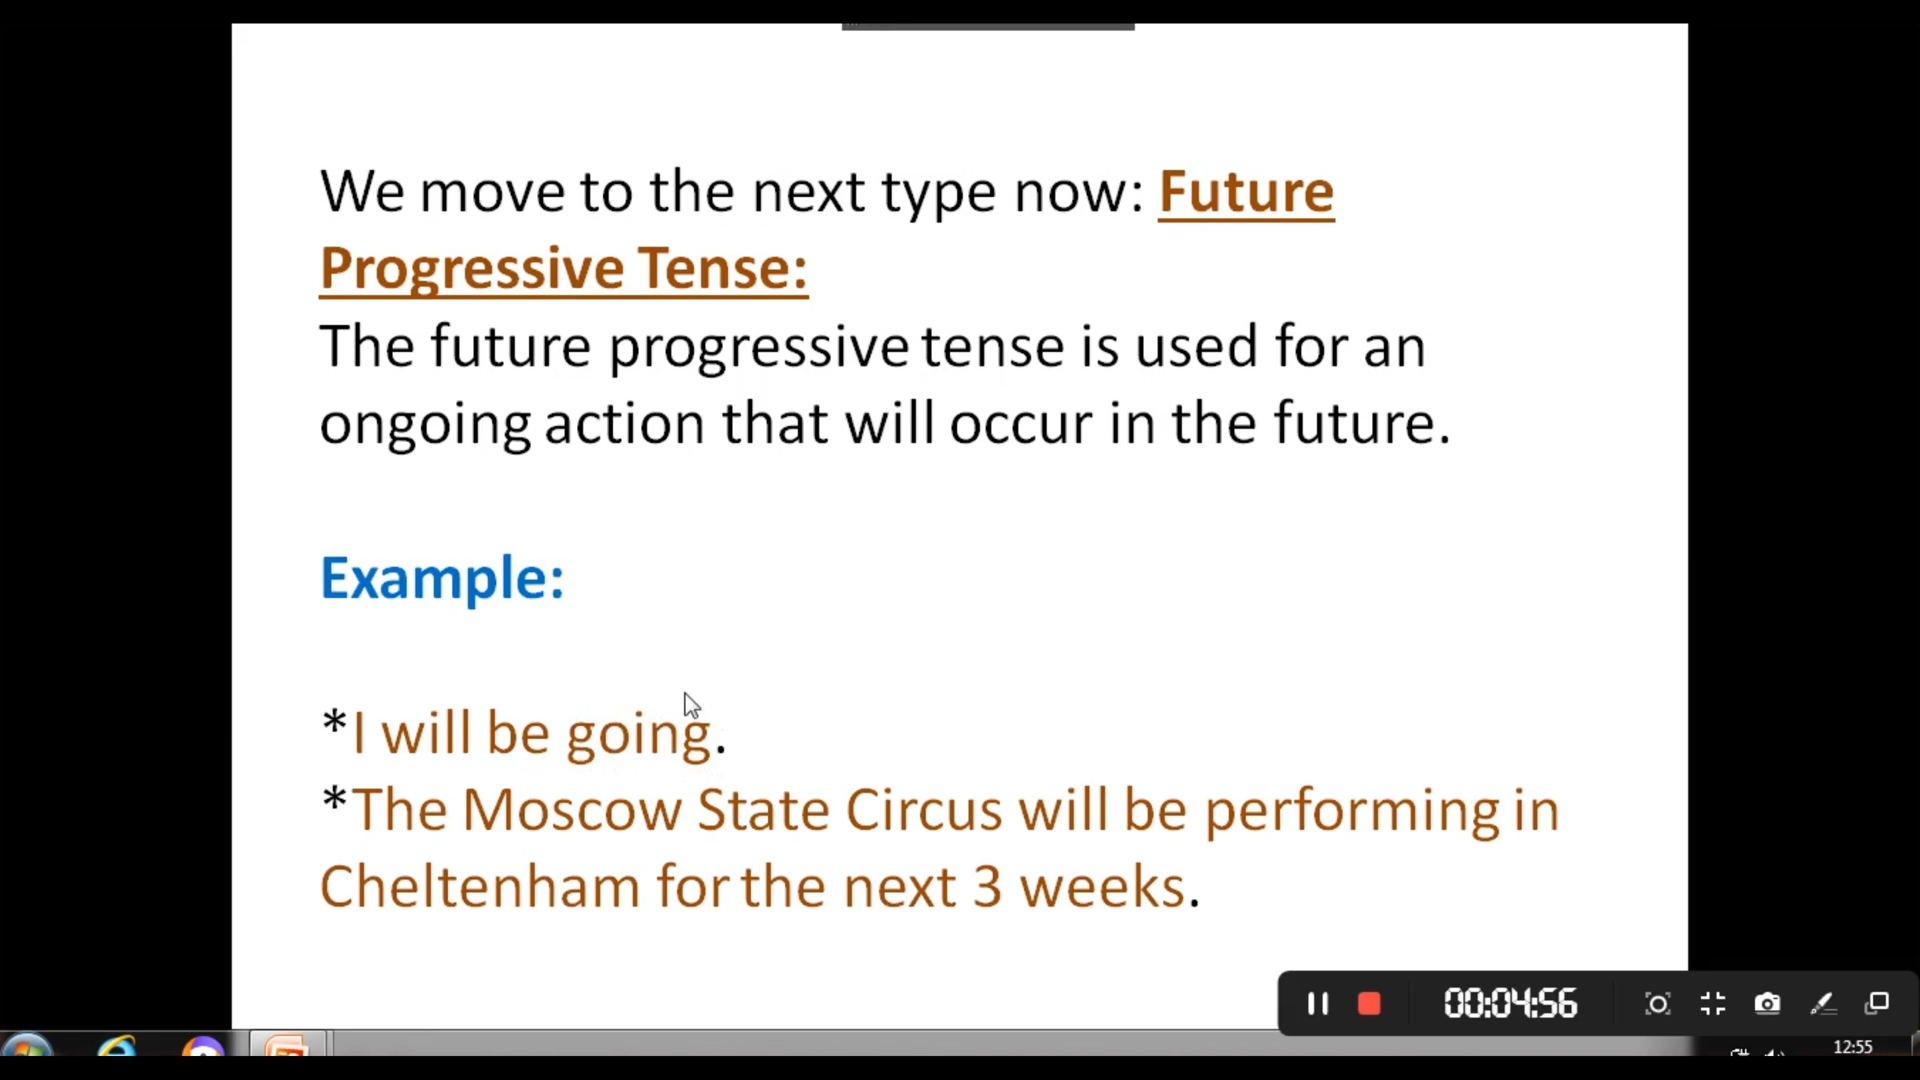 We move to the next type now: Future
Progressive Tense:
The future progressive tense is used for an
ongoing action that will occur in the future.
Example:
*I will be going.
*The Moscow State Circus will be performing in
Cheltenham for the next 3 weeks.
00:04:56
12:55